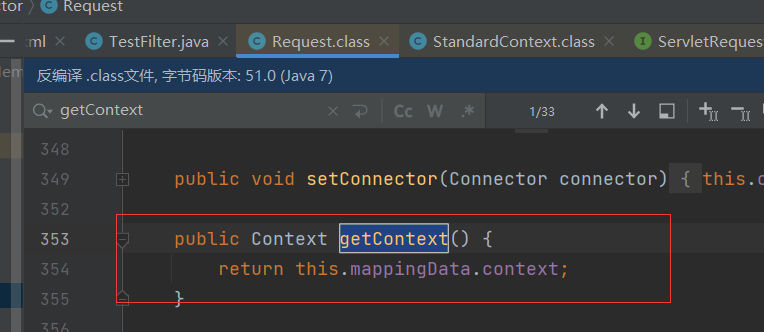 ctor 〉 Request
xml × TestFilter.java × Request.class × StandardContext.class × ServletReques
em
反编译 .class文件, 字节码版本: 51.0 (Java 7)
getContext × Cc W .* 1/33
348
349 public void setConnector(Connector connector) { this.
352
353 public Context getContext() {
354 return this.mappingData.context;
355 }
356